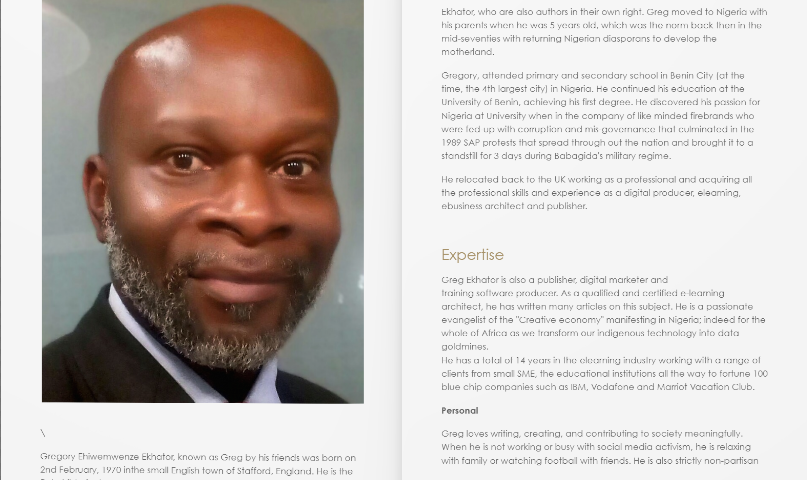 \
Gregory Ehiwemwenze Ekhator, known as Greg by his friends was born on
2nd February, 1970 inthe small English town of Stafford, England. He is the
Ekhator, who are also authors in their own right. Greg moved to Nigeria with
his parents when he was 5 years old, which was the norm back then in the
mid-seventies with returning Nigerian diasporans to develop the
motherland.
Gregory, attended primary and secondary school in Benin City (at the
time, the 4th largest city) in Nigeria. He continued his education at the
University of Benin, achieving his first degree. He discovered his passion for
Nigeria at University when in the company of like minded firebrands who
were fed up with corruption and mis-governance that culminated in the
1989 SAP protests that spread through out the nation and brought it to a
standstill for 3 days during Babagida's military regime.
He relocated back to the UK working as a professional and acquiring all
the professional skills and experience as a digital producer, elearning,
ebusiness architect and publisher.
Expertise
Greg Ekhator is also a publisher, digital marketer and
training software producer. As a qualified and certified e-learning
architect, he has written many articles on this subject. He is a passionate
evangelist of the "Creative economy" manifesting in Nigeria; indeed for the
whole of Africa as we transform our indigenous technology into data
goldmines.
He has a total of 14 years in the elearning industry working with a range of
clients from small SME, the educational institutions all the way to fortune 100
blue chip companies such as IBM, Vodafone and Marriot Vacation Club.
Personal
Greg loves writing, creating, and contributing to society meaningfully.
When he is not working or busy with social media activism, he is relaxing
with family or watching football with friends. He is also strictly non-partisan